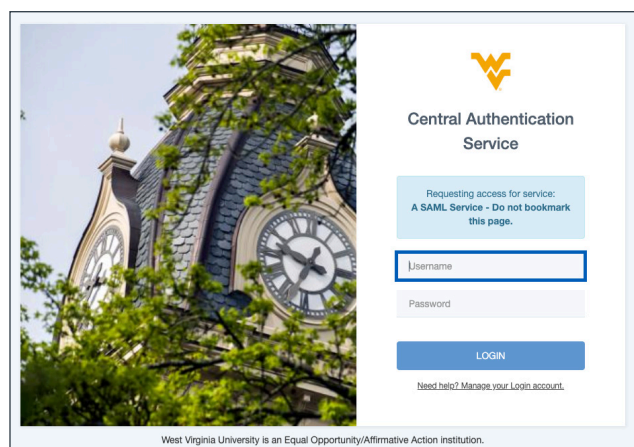 WV
Central Authentication
Service
Requesting access for service:
A SAML Service - Do not bookmark
this page.
Username
Password
LOGIN
Need help? Manage your Login account.
West Virginia University is an Equal Opportunity/Affirmative Action institution.